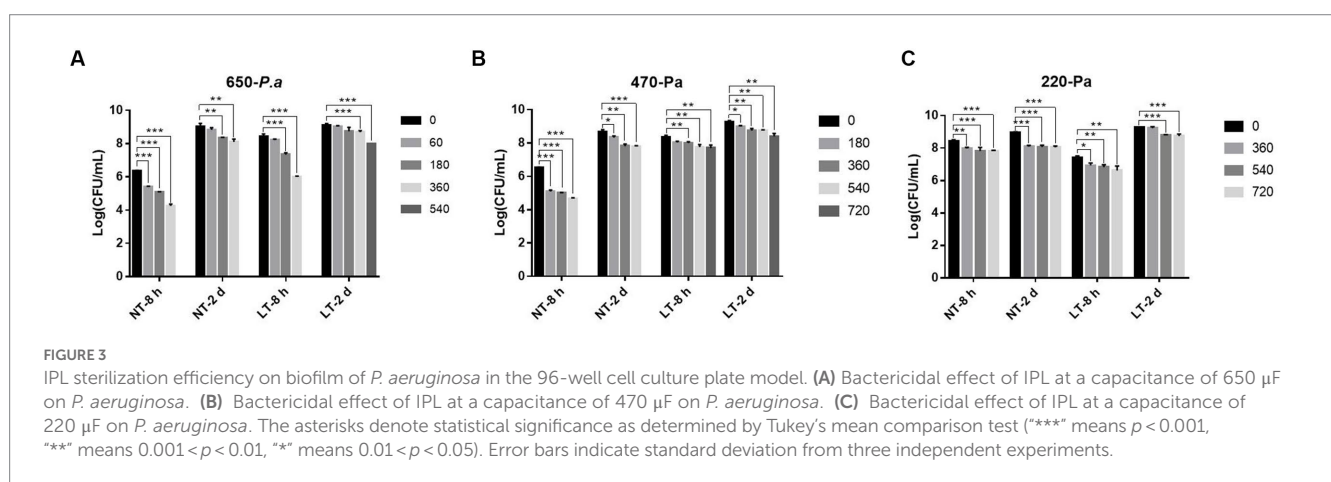 A
650-P.a
Log(CFU/mL)
10
8
6
4
2
0
*** *** ***
** **
*** ***
*** ***
NT-8 h
NT-2 d
LT-8 h
LT-2 d
0
60
180
360
540
B
470-Pa
Log(CFU/mL)
10
8
6
4
2
0
*** *** ***
*** ** *
** ** **
** ** ** *
NT-8 h
NT-2 d
LT-8 h
LT-2 d
0
180
360
540
720
C
220-Pa
Log(CFU/mL)
10
8
6
4
2
0
*** *** **
*** *** ***
** ** *
*** ***
NT-8 h
NT-2 d
LT-8 h
LT-2 d
0
360
540
720
FIGURE 3
IPL sterilization efficiency on biofilm of P. aeruginosa in the 96-well cell culture plate model. (A) Bactericidal effect of IPL at a capacitance of 650 μF
on P. aeruginosa. (B) Bactericidal effect of IPL at a capacitance of 470 μF on P. aeruginosa. (C) Bactericidal effect of IPL at a capacitance of
220 μF on P. aeruginosa. The asterisks denote statistical significance as determined by Tukey's mean comparison test ("***" means p < 0.001,
"**" means 0.001 < p < 0.01, "*" means 0.01 < p < 0.05). Error bars indicate standard deviation from three independent experiments.